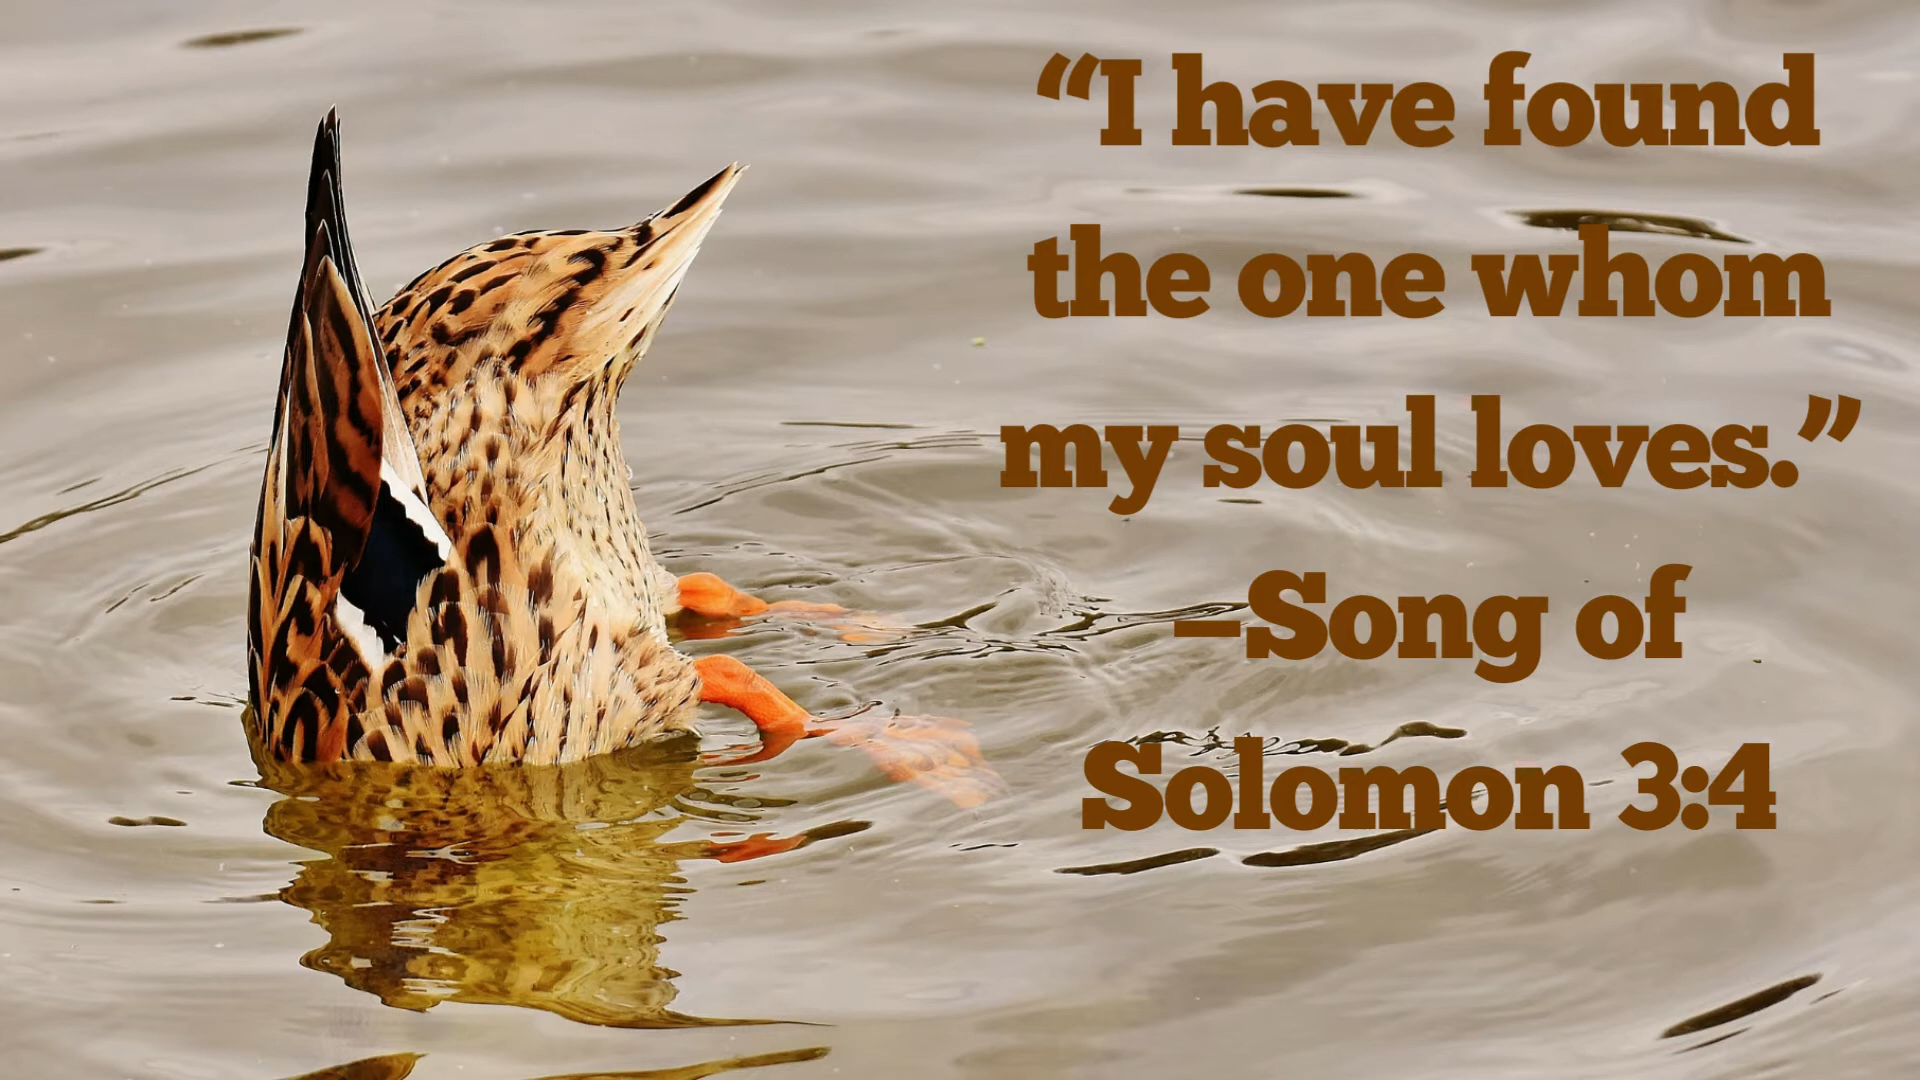 “I have found
the one whom
my soul loves.”
–Song of
Solomon 3:4